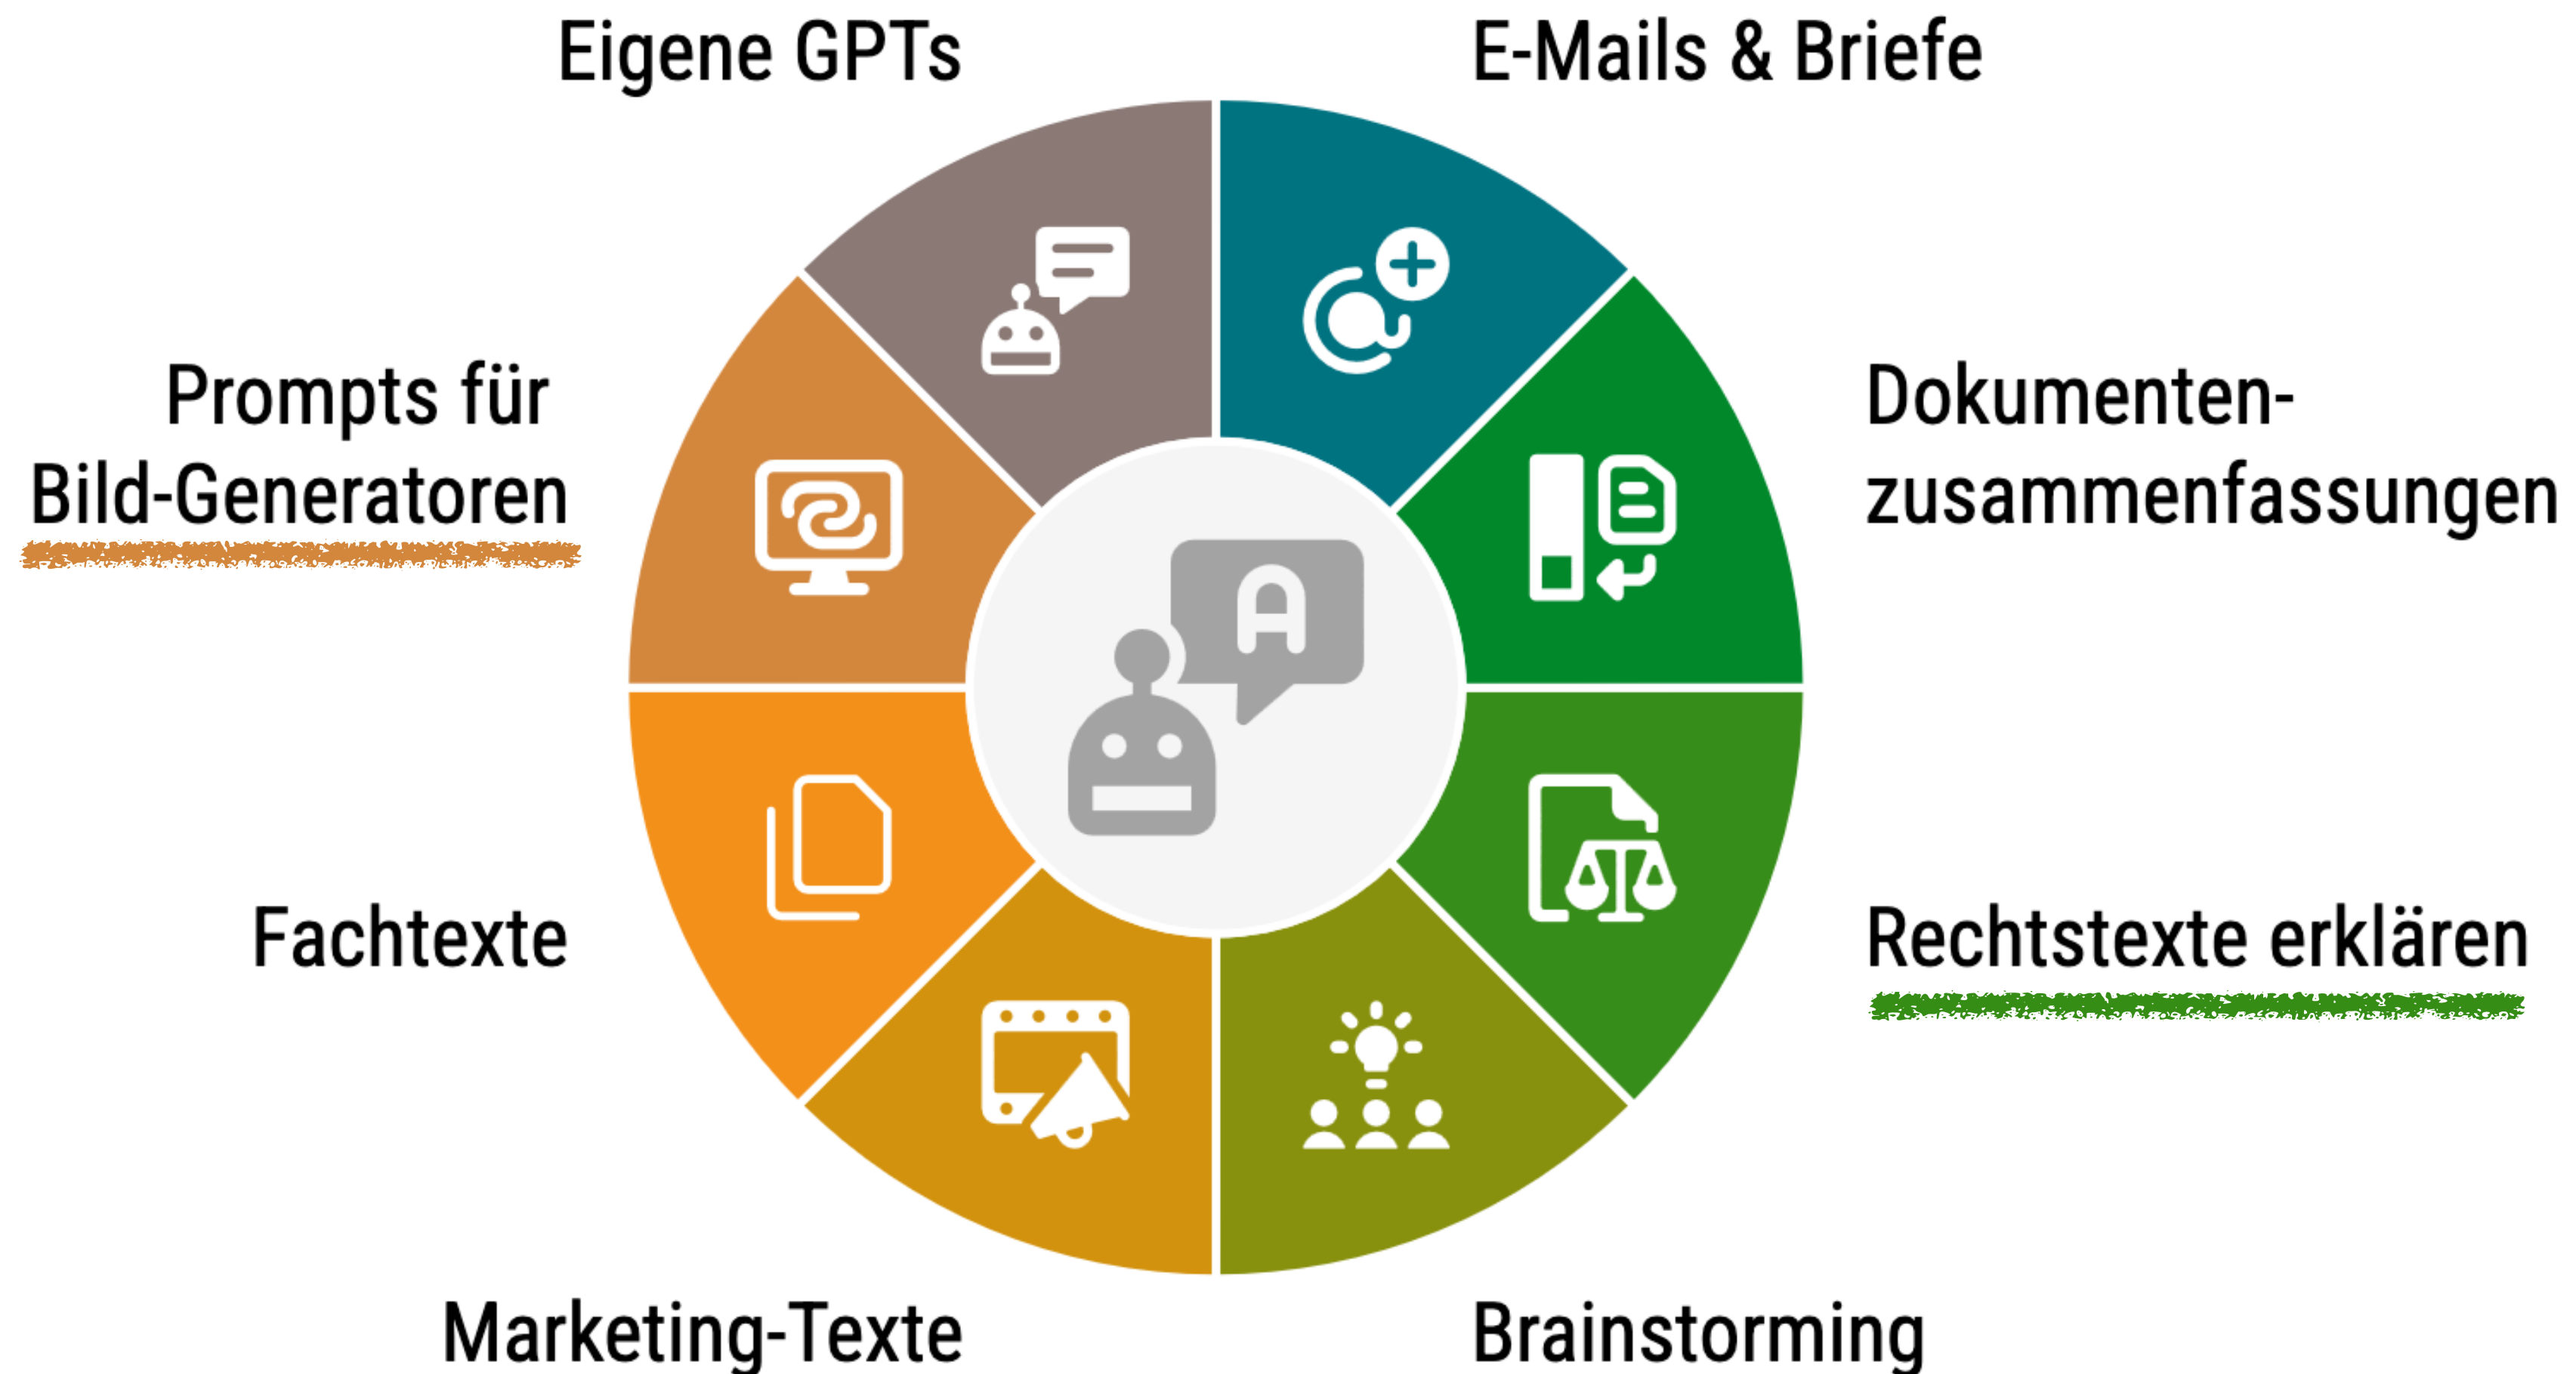 Eigene GPTs
E-Mails & Briefe
Prompts für
Bild-Generatoren
Dokumenten-
zusammenfassungen
A
Fachtexte
Rechtstexte erklären
Marketing-Texte
Brainstorming